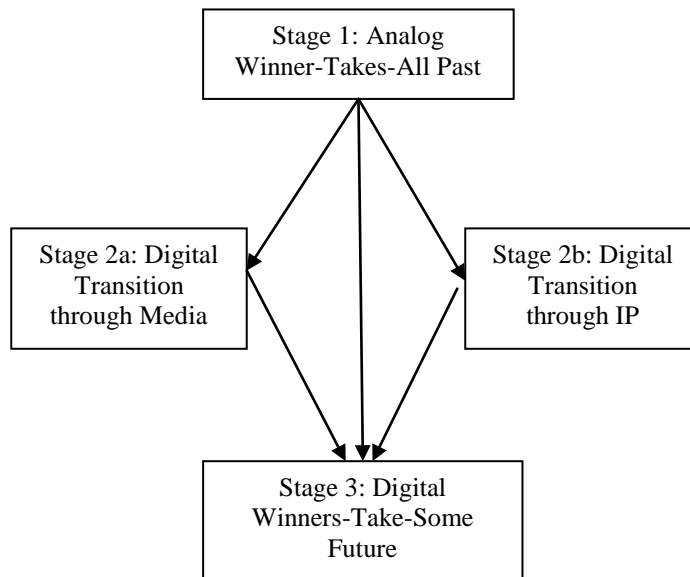 Stage 1: Analog
Winner-Takes-All Past
Stage 2a: Digital
Transition
through Media
Stage 2b: Digital
Transition
through IP
Stage 3: Digital
Winners-Take-Some
Future